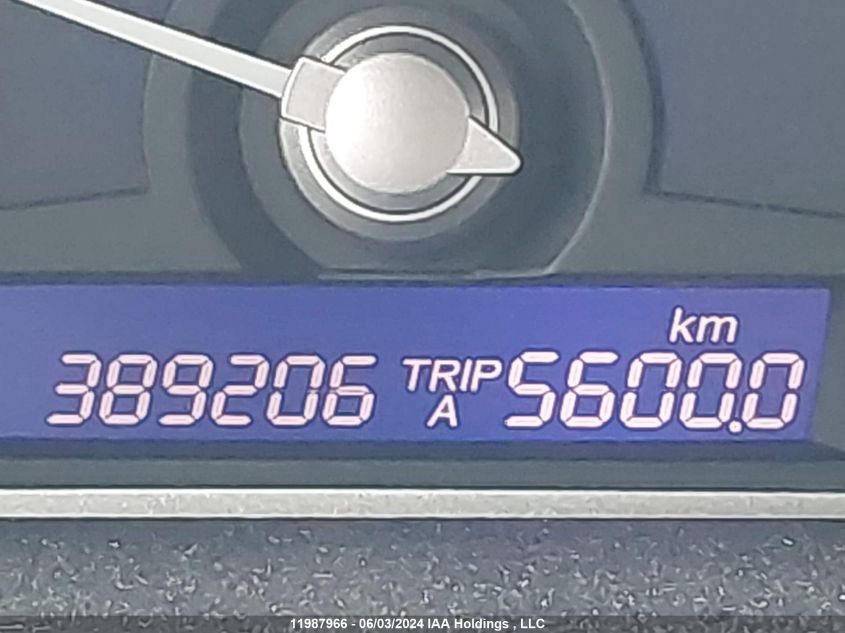 km
389206 TRIP A 5600.0
11987966 - 06/03/2024 IAA Holdings , LLC